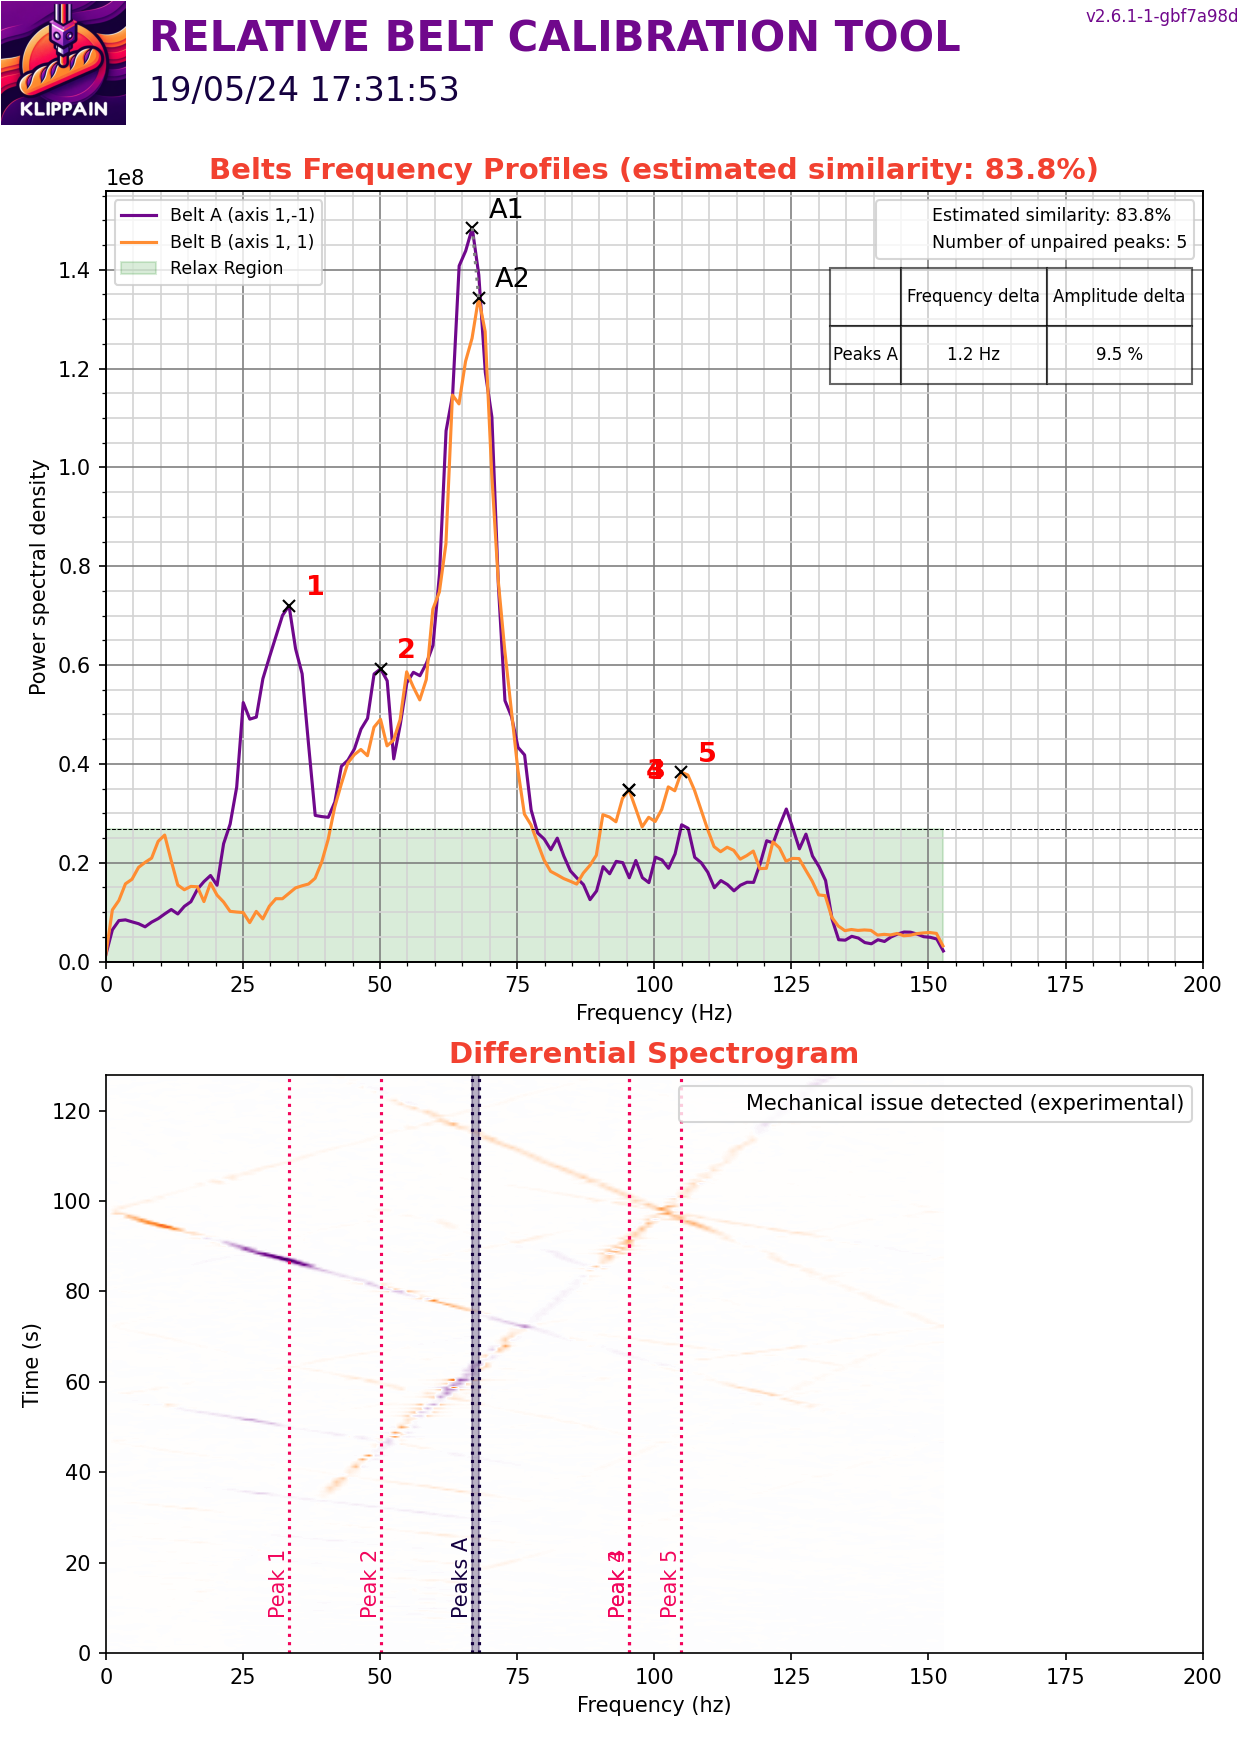 v2.6.1-1-gbf7a98d
RELATIVE BELT CALIBRATION TOOL
19/05/24 17:31:53
KLIPPAIN
Belts Frequency Profiles (estimated similarity: 83.8%)
1e8
Belt A (axis 1,-1)
Belt B (axis 1, 1)
Relax Region
Estimated similarity: 83.8%
Number of unpaired peaks: 5
Frequency delta
Amplitude delta
Peaks A
1.2 Hz
9.5 %
A1
A2
1
2
5
Power spectral density
1.4
1.2
1.0
0.8
0.6
0.4
0.2
0.0
0 25 50 75 100 125 150 175 200
Frequency (Hz)
Differential Spectrogram
Mechanical issue detected (experimental)
Time (s)
120
100
80
60
40
20
0
Peak 1
Peak 2
Peaks A
Peak
Peak 5
0 25 50 75 100 125 150 175 200
Frequency (hz)